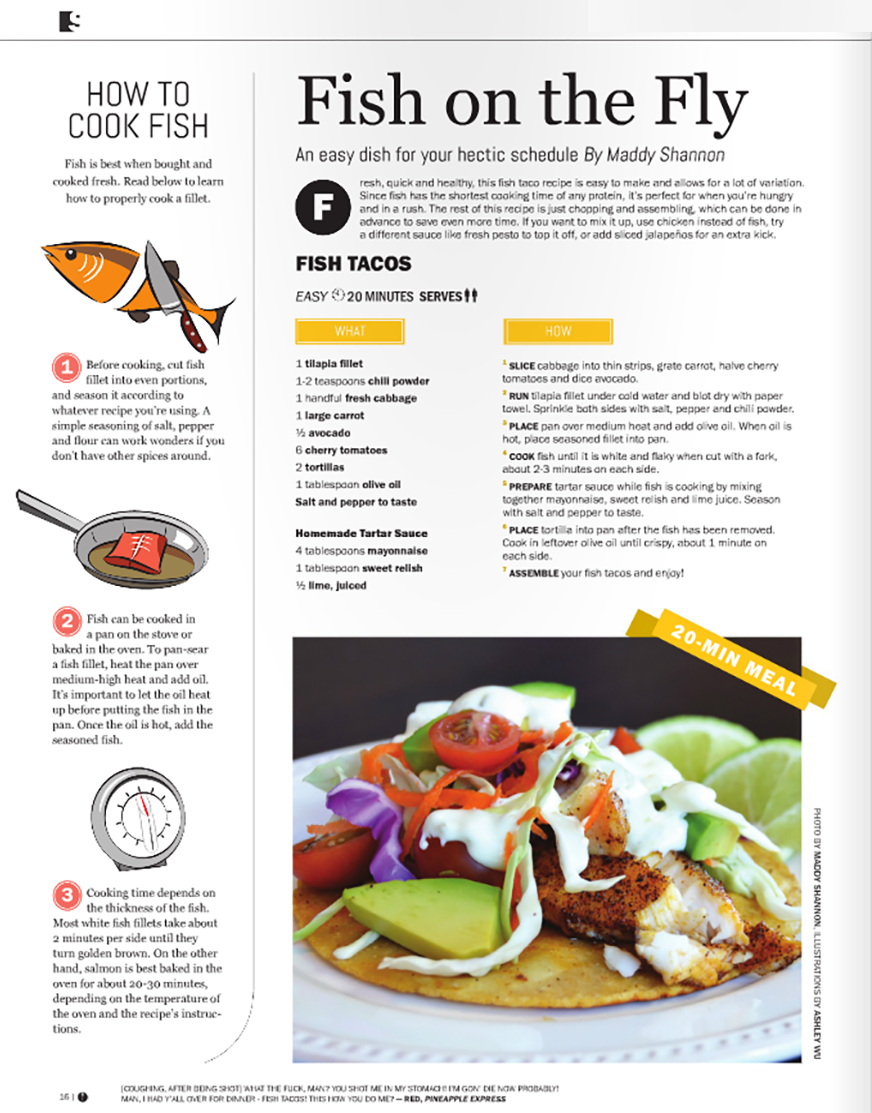 HOW TO
COOK FISH
Fish is best when bought and
cooked fresh. Read below to learn
how to properly cook a fillet.
1 Before cooking, cut fish
fillet into even portions,
and season it according to
whatever recipe you're using. A
simple seasoning of salt, pepper
and flour can work wonders if you
don't have other spices around.
2 Fish can be cooked in
a pan on the stove or
baked in the oven. To pan-sear
a fish fillet, heat the pan over
medium-high heat and add oil.
It's important to let the oil heat
up before putting the fish in the
pan. Once the oil is hot, add the
seasoned fish.
3 Cooking time depends on
the thickness of the fish.
Most white fish fillets take about
2 minutes per side until they
turn golden brown. On the other
hand, salmon is best baked in the
oven for about 20-30 minutes,
depending on the temperature of
the oven and the recipe's instruc-
tions.
Fish on the Fly
An easy dish for your hectic schedule By Maddy Shannon
F resh, quick and healthy, this fish taco recipe is easy to make and allows for a lot of variation.
Since fish has the shortest cooking time of any protein, it's perfect for when you're hungry
and in a rush. The rest of this recipe is just chopping and assembling, which can be done in
advance to save even more time. If you want to mix it up, use chicken instead of fish, try
a different sauce like fresh pesto to top it off, or add sliced jalapeños for an extra kick.
FISH TACOS
EASY 20 MINUTES SERVES
WHAT
1 tilapia fillet
1-2 teaspoons chili powder
1 handful fresh cabbage
1 large carrot
½ avocado
6 cherry tomatoes
2 tortillas
1 tablespoon olive oil
Salt and pepper to taste
Homemade Tartar Sauce
4 tablespoons mayonnaise
1 tablespoon sweet relish
½ lime, juiced
HOW
1 SLICE cabbage into thin strips, grate carrot, halve cherry
tomatoes and dice avocado.
2 RUN tilapia fillet under cold water and blot dry with paper
towel. Sprinkle both sides with salt, pepper and chili powder.
3 PLACE pan over medium heat and add olive oil. When oil is
hot, place seasoned fillet into pan.
4 COOK fish until it is white and flaky when cut with a fork,
about 2-3 minutes on each side.
5 PREPARE tartar sauce while fish is cooking by mixing
together mayonnaise, sweet relish and lime juice. Season
with salt and pepper to taste.
6 PLACE tortilla into pan after the fish has been removed.
Cook in leftover olive oil until crispy, about 1 minute on
each side.
7 ASSEMBLE your fish tacos and enjoy!
20-MIN MEAL
PHOTO BY MADDY SHANNON, ILLUSTRATIONS BY ASHLEY WU
16 |
(COUGHING, AFTER BEING SHOT) WHAT THE FUCK, MAN? YOU SHOT ME IN MY STOMACH! I'M GON' DIE NOW PROBABLY!
MAN, I HAD Y'ALL OVER FOR DINNER - FISH TACOS! THIS HOW YOU DO ME? — RED, PINEAPPLE EXPRESS